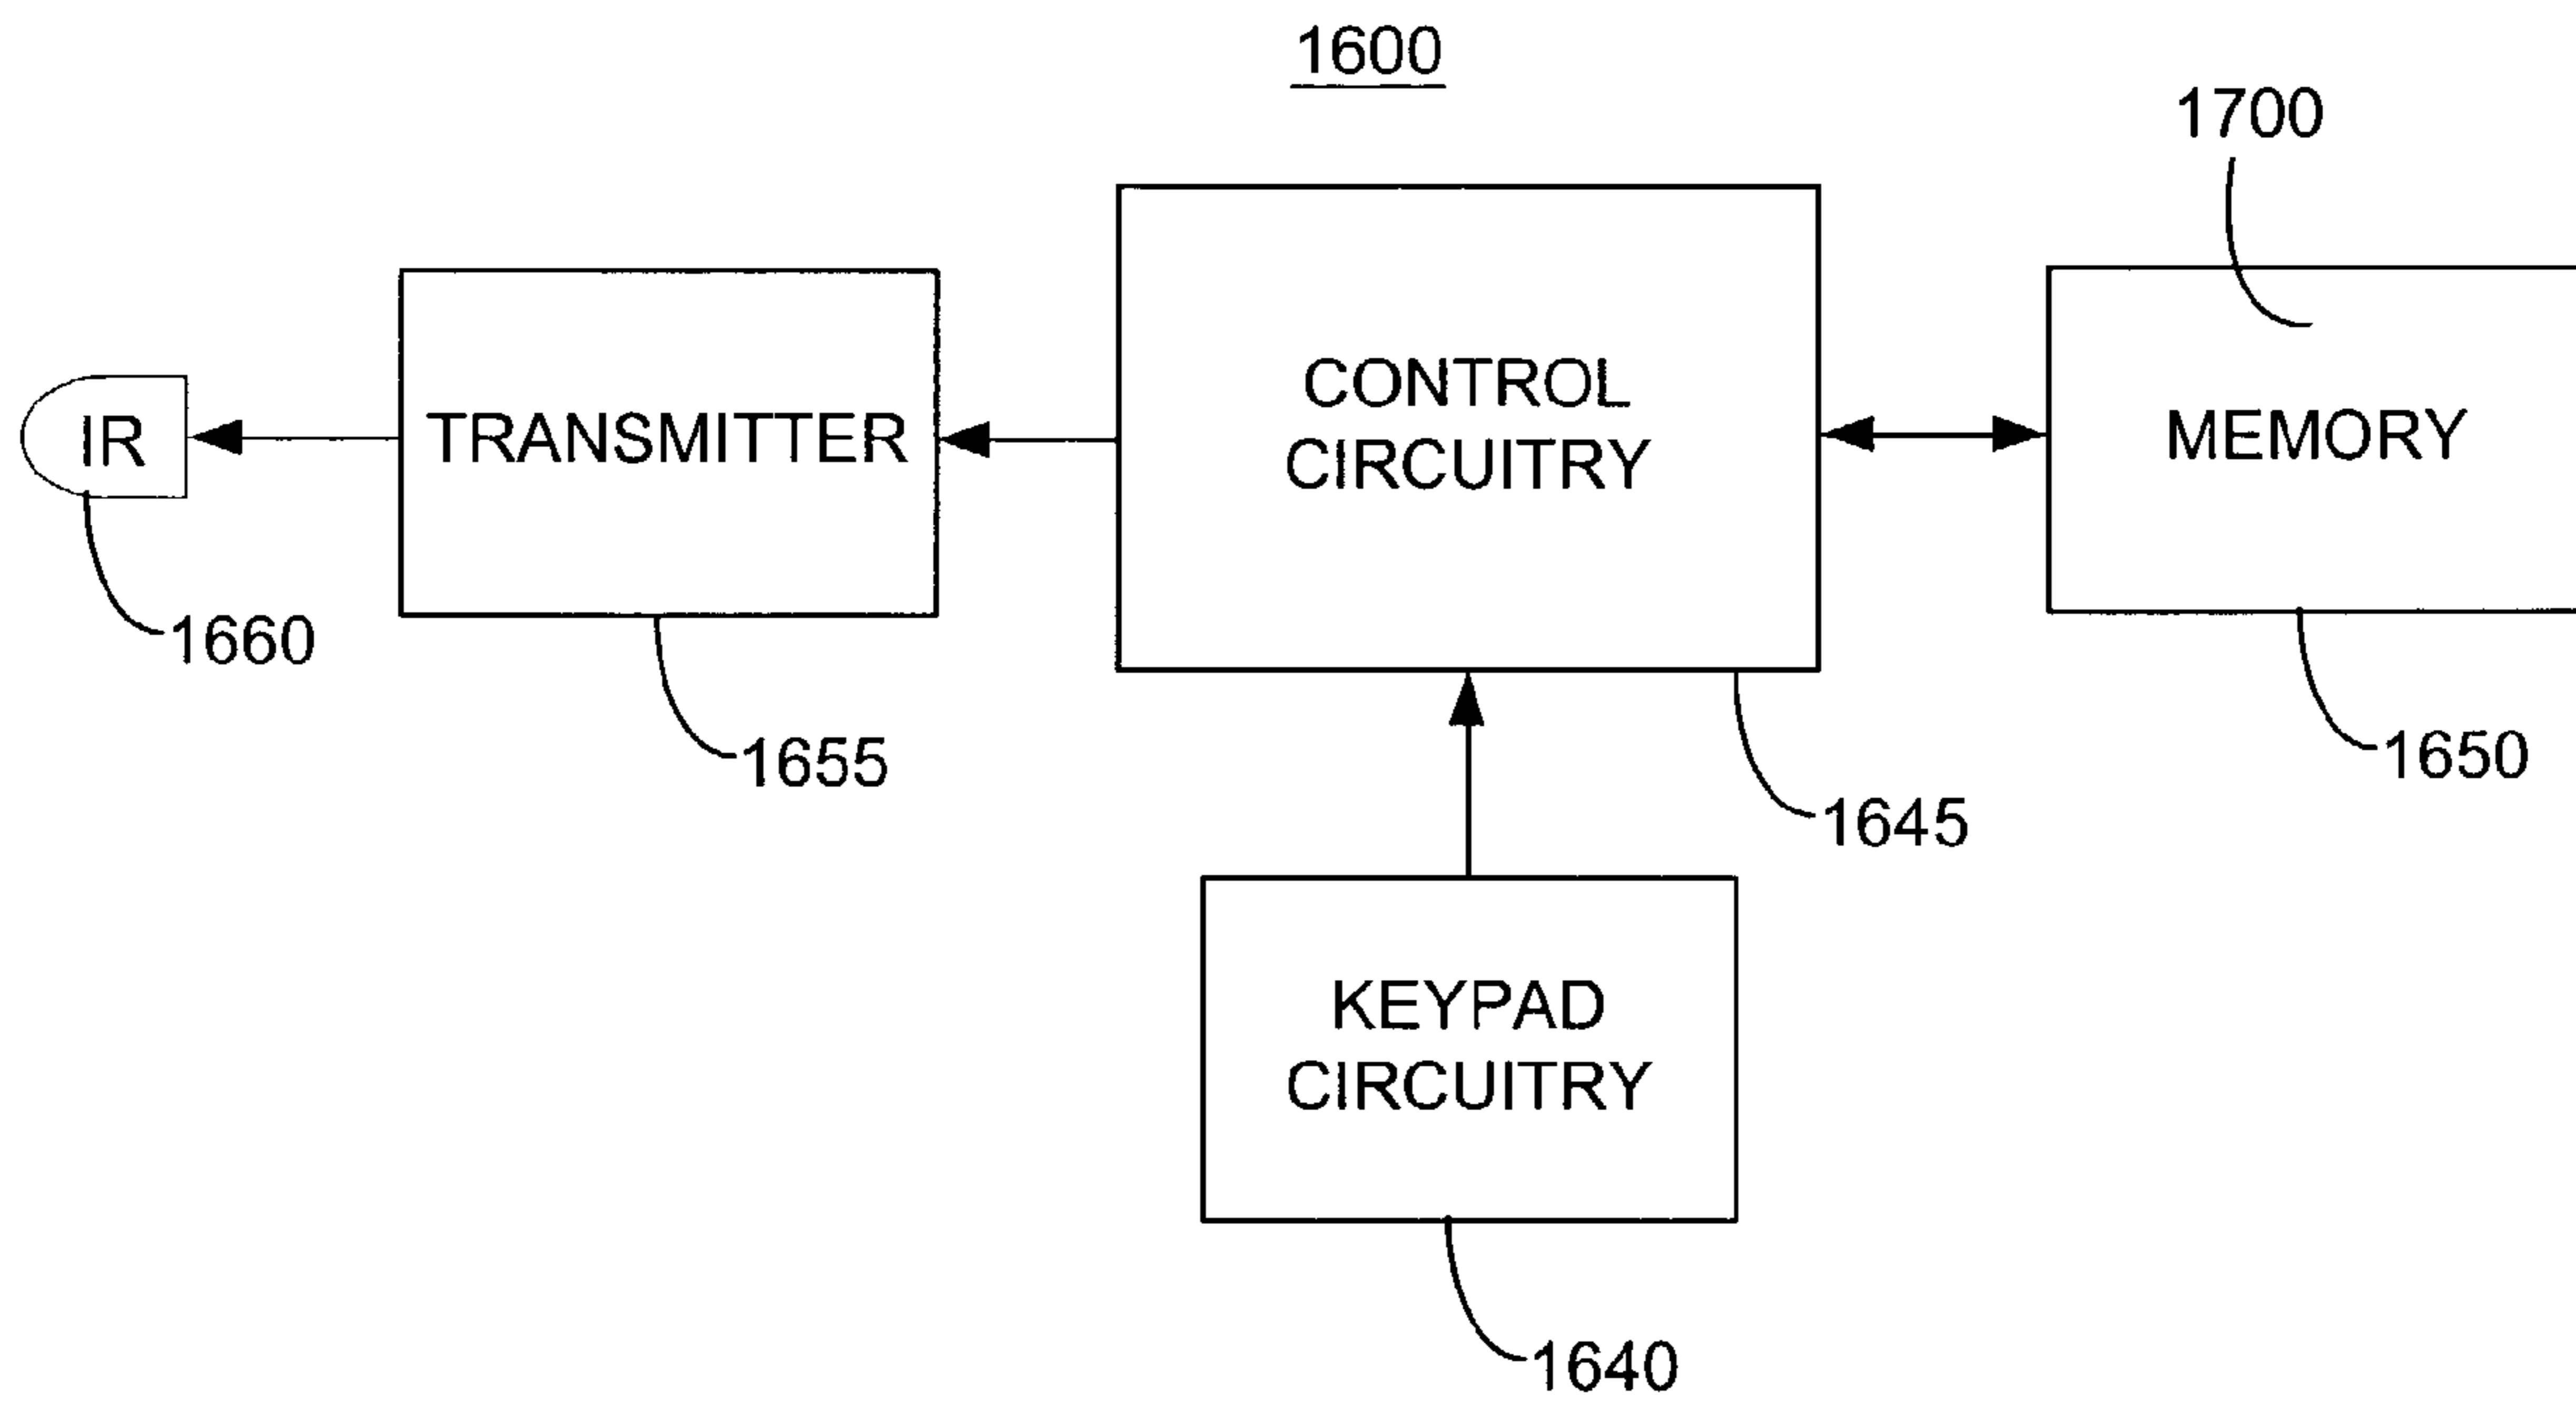 1600
1700
IR
TRANSMITTER
CONTROL
CIRCUITRY
MEMORY
1660
1655
1645
1650
KEYPAD
CIRCUITRY
1640